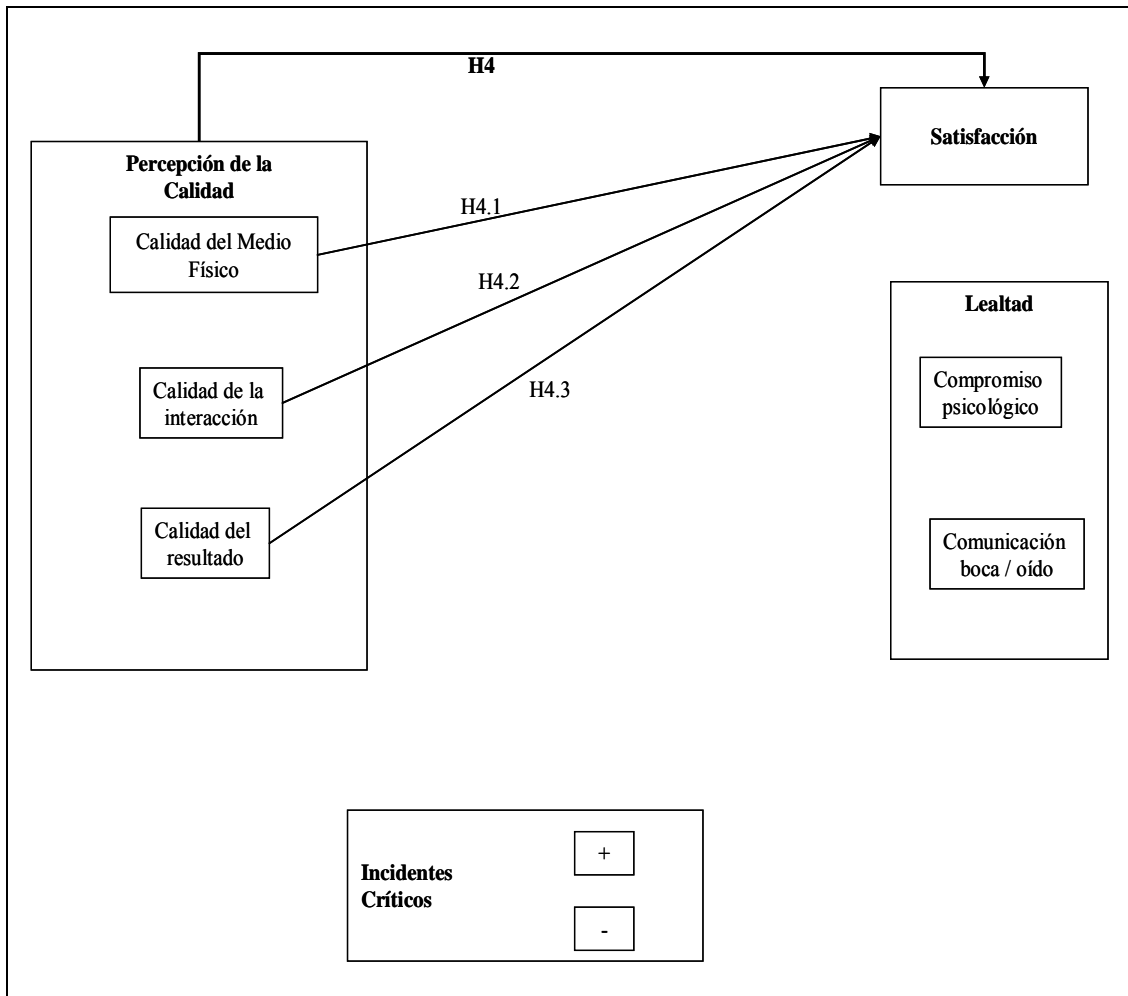 H4
Satisfacción
Percepción de la
Calidad
H4.1
Calidad del Medio
Físico
H4.2
Lealtad
Calidad de la
interacción
H4.3
Compromiso
psicológico
Calidad del
resultado
Comunicación
boca / oído
Incidentes
Críticos
+
-